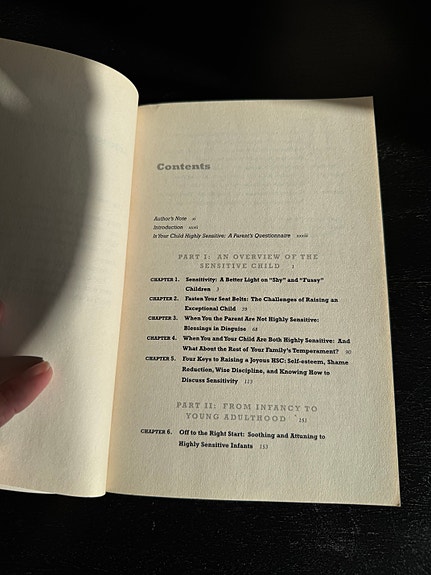 Contents
Author's Note xi
Introduction
Is Your Child Highly Sensitive: A Parent's Questionnaire
PART I: AN OVERVIEW OF THE
SENSITIVE CHILD 1
CHAPTER 1. Sensitivity: A Better Light on "Shy" and "Fussy"
Children 3
CHAPTER 2. Fasten Your Seat Belts: The Challenges of Raising an
Exceptional Child
CHAPTER 3. When You the Parent Are Not Highly Sensitive:
Blessings in Disguise 68
CHAPTER 4. When You and Your Child Are Both Highly Sensitive: And
What About the Rest of Your Family's Temperament? 90
CHAPTER 5. Four Keys to Raising a Joyous HSC: Self-esteem, Shame
Reduction, Wise Discipline, and Knowing How to
Discuss Sensitivity
PART II: FROM INFANCY TO
YOUNG ADULTHOOD 151
CHAPTER 6. Off to the Right Start: Soothing and Attuning to
Highly Sensitive Infants 153